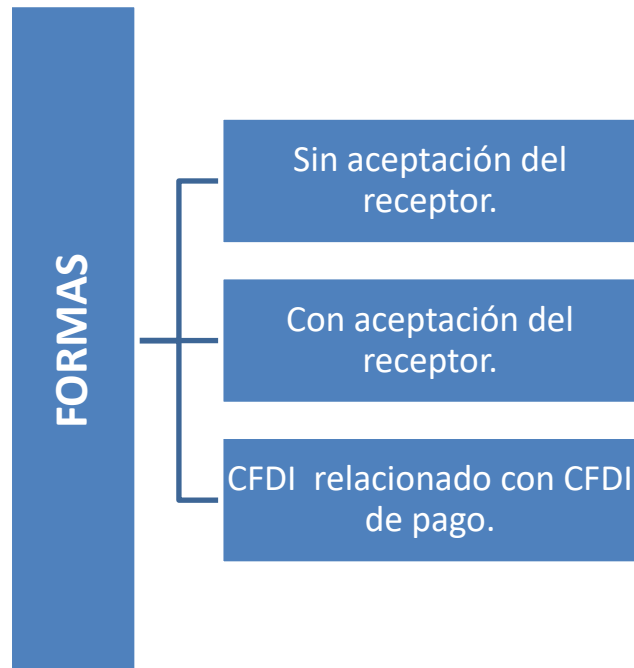 FORMAS
Sin aceptación del
receptor.
Con aceptación del
receptor.
CFDI relacionado con CFDI
de pago.